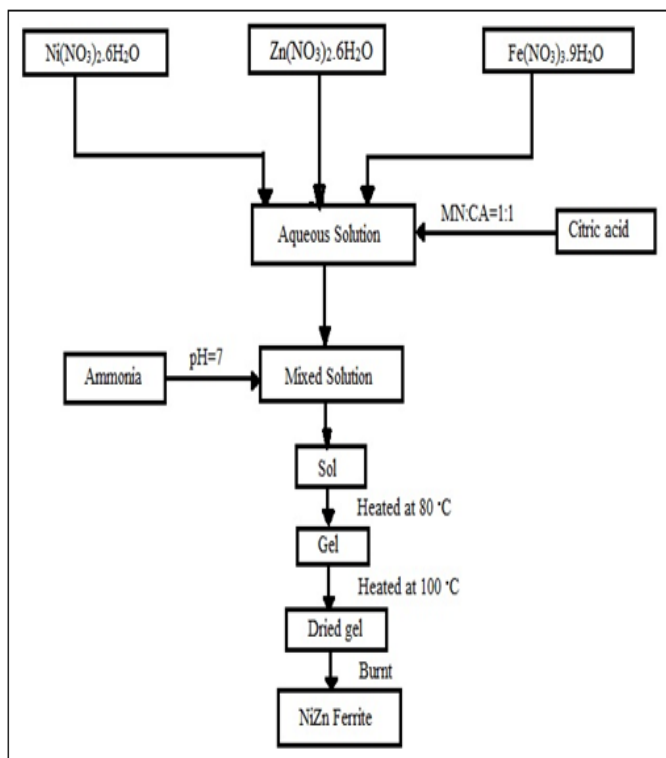 Ni(NO₃)₂.6H₂O
Zn(NO₃)₂.6H₂O
Fe(NO₃)₃.9H₂O
Aqueous Solution
MN:CA=1:1
Citric acid
Ammonia
pH=7
Mixed Solution
Sol
Heated at 80 °C
Gel
Heated at 100 °C
Dried gel
Burnt
NiZn Ferrite